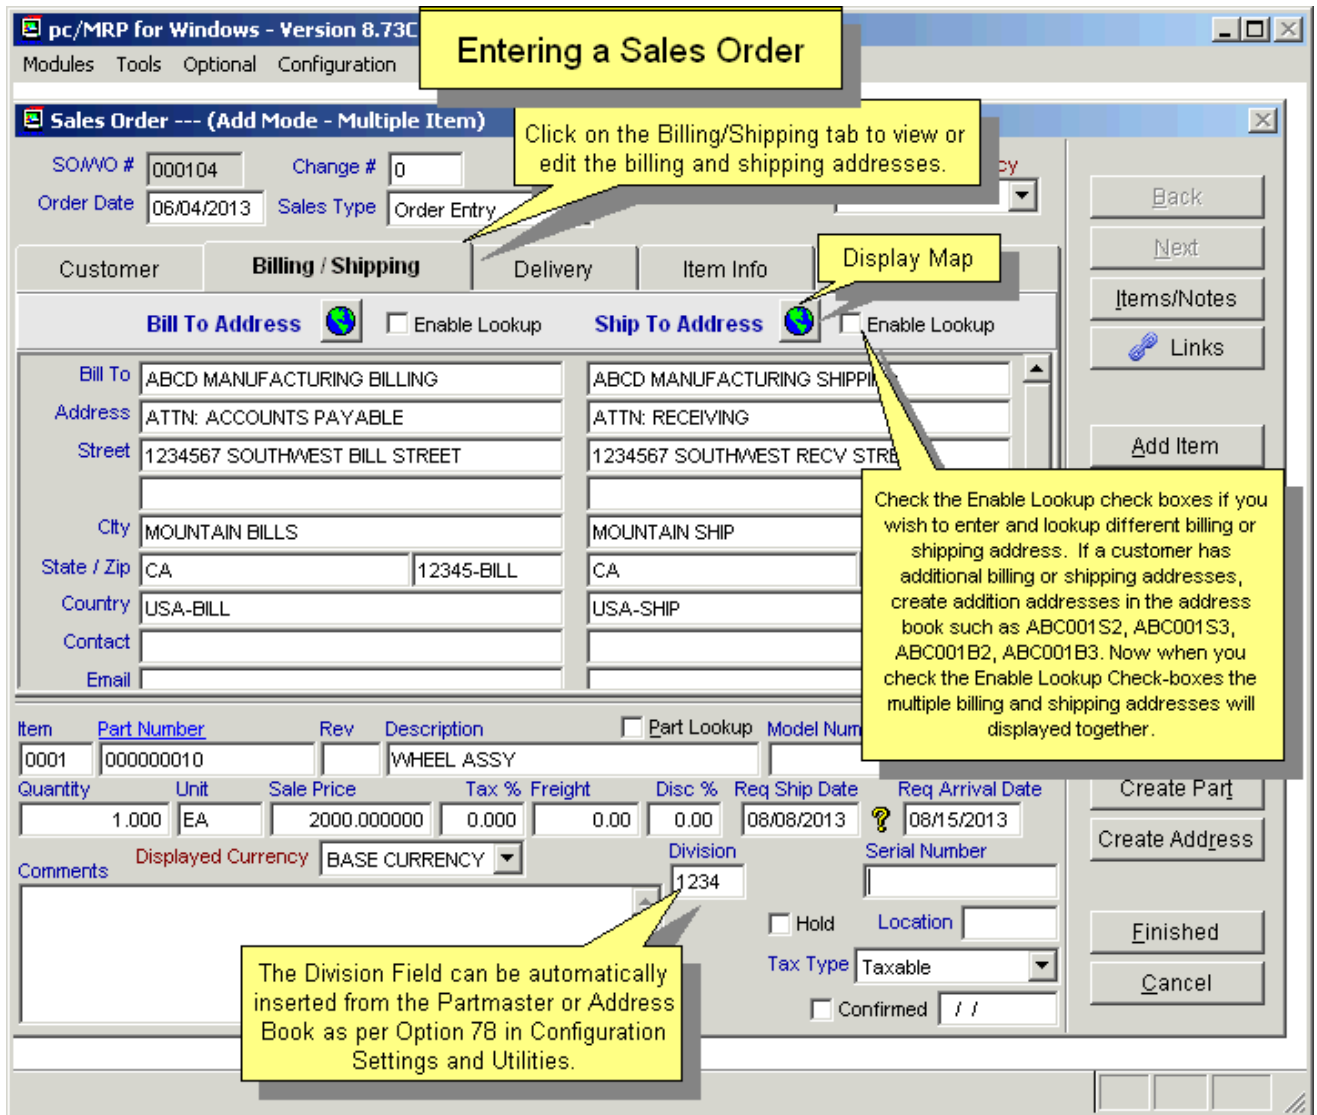 pc/MRP for Windows - Version 8.73C
Entering a Sales Order
Modules Tools Optional Configuration
Sales Order --- (Add Mode - Multiple Item)
Click on the Billing/Shipping tab to view or
edit the billing and shipping addresses.
SO/WO # 000104 Change # 0
Order Date 06/04/2013 Sales Type Order Entry
Back
Next
Items/Notes
Links
Add Item
Customer Billing / Shipping Delivery Item Info
Display Map
Bill To Address Enable Lookup Ship To Address Enable Lookup
Bill To ABCD MANUFACTURING BILLING ABCD MANUFACTURING SHIPPING
Address ATTN: ACCOUNTS PAYABLE ATTN: RECEIVING
Street 1234567 SOUTHWEST BILL STREET 1234567 SOUTHWEST RECV STRE
City MOUNTAIN BILLS MOUNTAIN SHIP
State / Zip CA 12345-BILL CA
Country USA-BILL USA-SHIP
Contact
Email
Check the Enable Lookup check boxes if you
wish to enter and lookup different billing or
shipping address. If a customer has
additional billing or shipping addresses,
create addition addresses in the address
book such as ABC001S2, ABC001S3,
ABC001B2, ABC001B3. Now when you
check the Enable Lookup Check-boxes the
multiple billing and shipping addresses will
displayed together.
Item Part Number Rev Description Part Lookup Model Num
0001 000000010 WHEEL ASSY
Quantity Unit Sale Price Tax % Freight Disc % Req Ship Date Req Arrival Date
1.000 EA 2000.000000 0.000 0.00 0.00 08/08/2013 08/15/2013
Displayed Currency BASE CURRENCY Division Serial Number
Comments
1234
Hold Location
Tax Type Taxable
Confirmed / /
The Division Field can be automatically
inserted from the Partmaster or Address
Book as per Option 78 in Configuration
Settings and Utilities.
Create Part
Create Address
Finished
Cancel